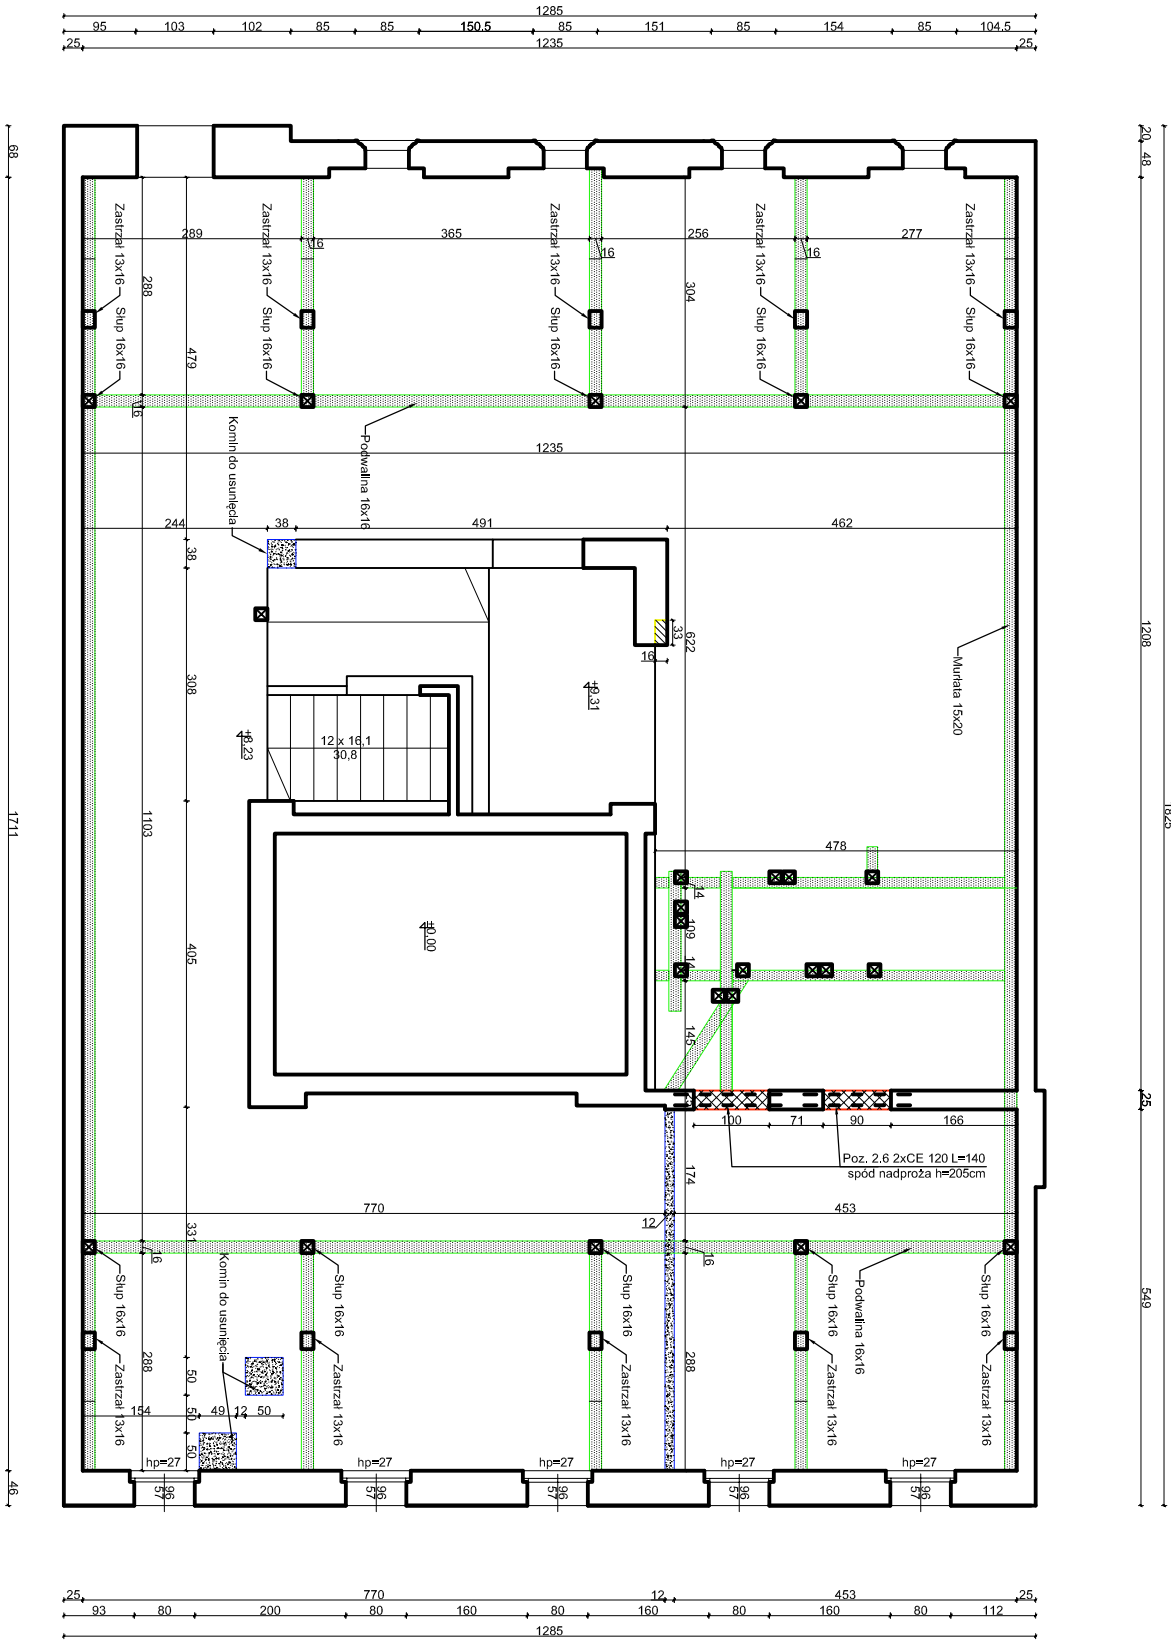 1285
95 103 102 85 85 150.5 85 151 85 154 85 104.5
25 1235 25
68
20
48
Zastrzał 13x16
Zastrzał 13x16
Zastrzał 13x16
Zastrzał 13x16
Zastrzał 13x16
289 16 365 16 256 16 277
288
304
479
Słup 16x16
Słup 16x16
Słup 16x16
Słup 16x16
Słup 16x16
16
Komin do usunięcia
Podwalina 16x16
1235
244 38 491 462
38
33
622
16
308
+9,31
+8,23
12 x 16,1
30,8
Murłata 15x20
1208
1825
1711
1103
478
14
109
14
405
±0,00
145
25
25
100 71 90 166
Poz. 2.6 2xCE 120 L=140
spód nadproża h=205cm
174
770 12 453
331
16
16
Słup 16x16
Słup 16x16
Słup 16x16
Słup 16x16
Słup 16x16
Podwalina 16x16
Komin do usunięcia
549
288
288
Zastrzał 13x16
Zastrzał 13x16
Zastrzał 13x16
Zastrzał 13x16
Zastrzał 13x16
50
154 49 12 50
50
50
hp=27 hp=27 hp=27 hp=27 hp=27
96
57
96
57
96
57
96
57
96
57
46
25 770 12 453 25
93 80 200 80 160 80 160 80 160 80 112
1285